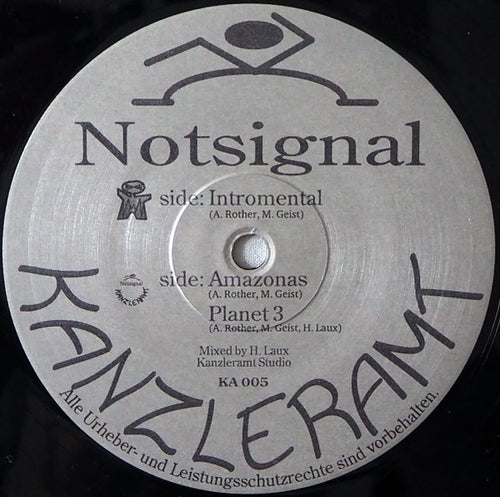 Notsignal
side: Intromental
(A. Rother, M. Geist)
Notsignal
KANZLERAMT
side: Amazonas
(A. Rother, M. Geist)
Planet 3
(A. Rother, M. Geist, H. Laux)
Mixed by H. Laux
Kanzleramt Studio
KA 005
KANZLERAMT
Alle Urheber- und Leistungsschutzrechte sind vorbehalten.